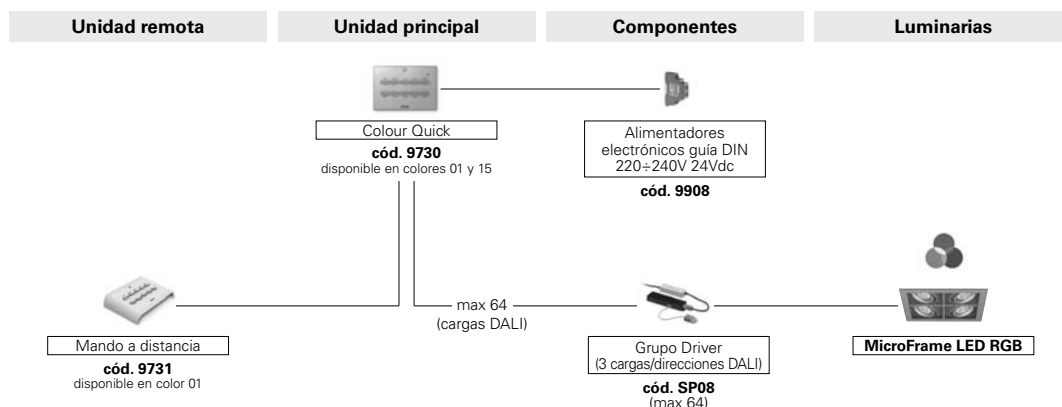 Unidad remota
Unidad principal
Componentes
Luminarias
Colour Quick
cód. 9730
disponible en colores 01 y 15
Alimentadores
electrónicos guía DIN
220÷240V 24Vdc
cód. 9908
Mando a distancia
cód. 9731
disponible en color 01
max 64
(cargas DALI)
Grupo Driver
(3 cargas/direcciones DALI)
cód. SP08
(max 64)
MicroFrame LED RGB